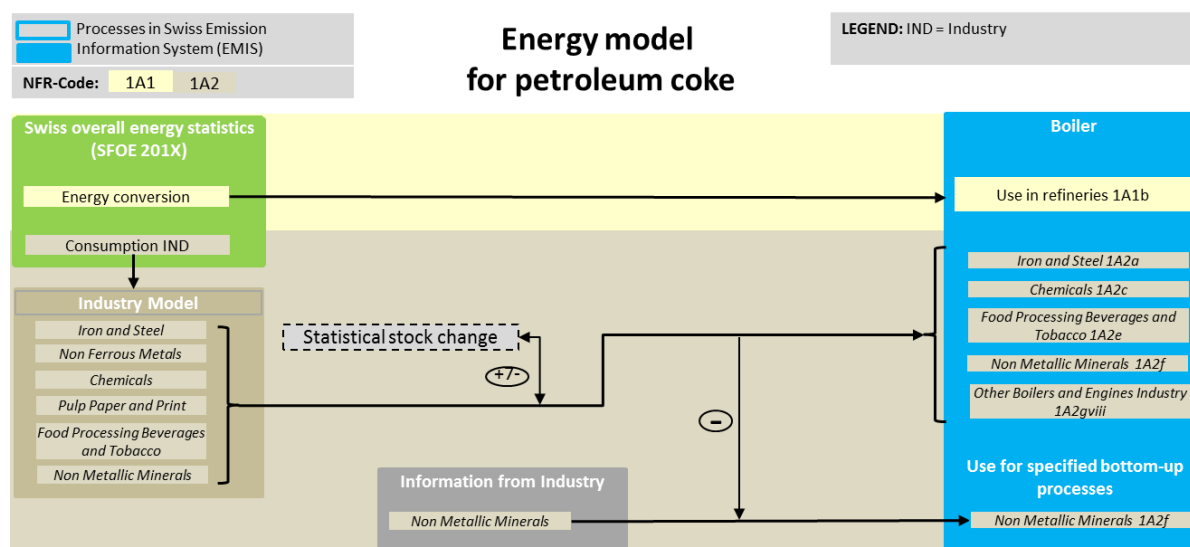 Processes in Swiss Emission
Information System (EMIS)
NFR-Code: 1A1 1A2
Energy model
for petroleum coke
LEGEND: IND = Industry
Swiss overall energy statistics
(SFOE 201X)
Energy conversion
Consumption IND
Industry Model
Iron and Steel
Non Ferrous Metals
Chemicals
Pulp Paper and Print
Food Processing Beverages
and Tobacco
Non Metallic Minerals
Statistical stock change
+7-
−
Information from Industry
Non Metallic Minerals
Boiler
Use in refineries 1A1b
Iron and Steel 1A2a
Chemicals 1A2c
Food Processing Beverages and
Tobacco 1A2e
Non Metallic Minerals 1A2f
Other Boilers and Engines Industry
1A2gviii
Use for specified bottom-up
processes
Non Metallic Minerals 1A2f